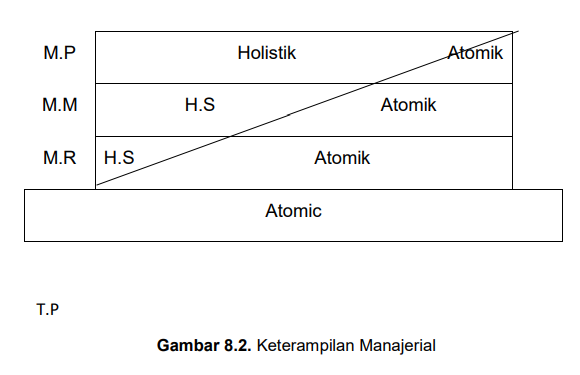 M.P Holistik Atomik
M.M H.S Atomik
M.R H.S Atomik
Atomic
T.P
Gambar 8.2. Keterampilan Manajerial